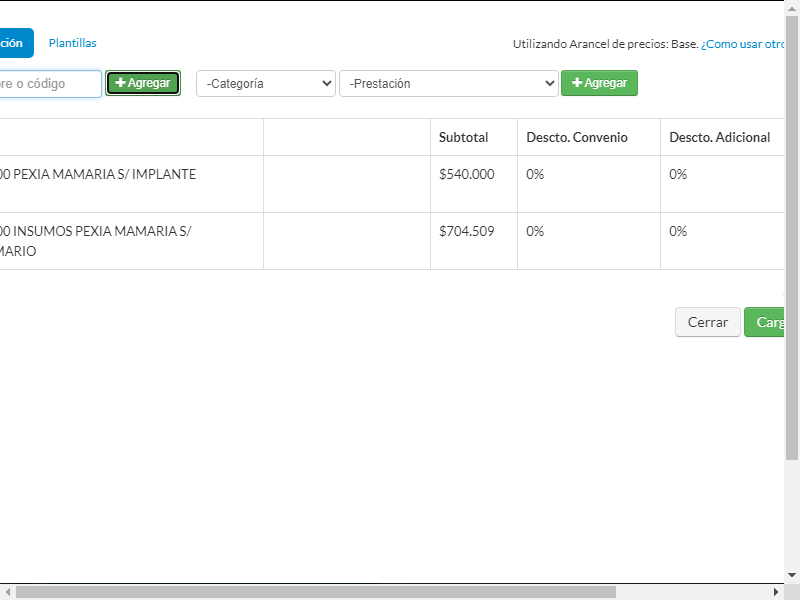 ción Plantillas Utilizando Arancel de precios: Base. ¿Como usar otro
re o código Agregar -Categoría -Prestación Agregar
Subtotal Descto. Convenio Descto. Adicional
00 PEXIA MAMARIA S/ IMPLANTE $540.000 0% 0%
00 INSUMOS PEXIA MAMARIA S/ $704.509 0% 0%
MARIO
Cerrar Carg